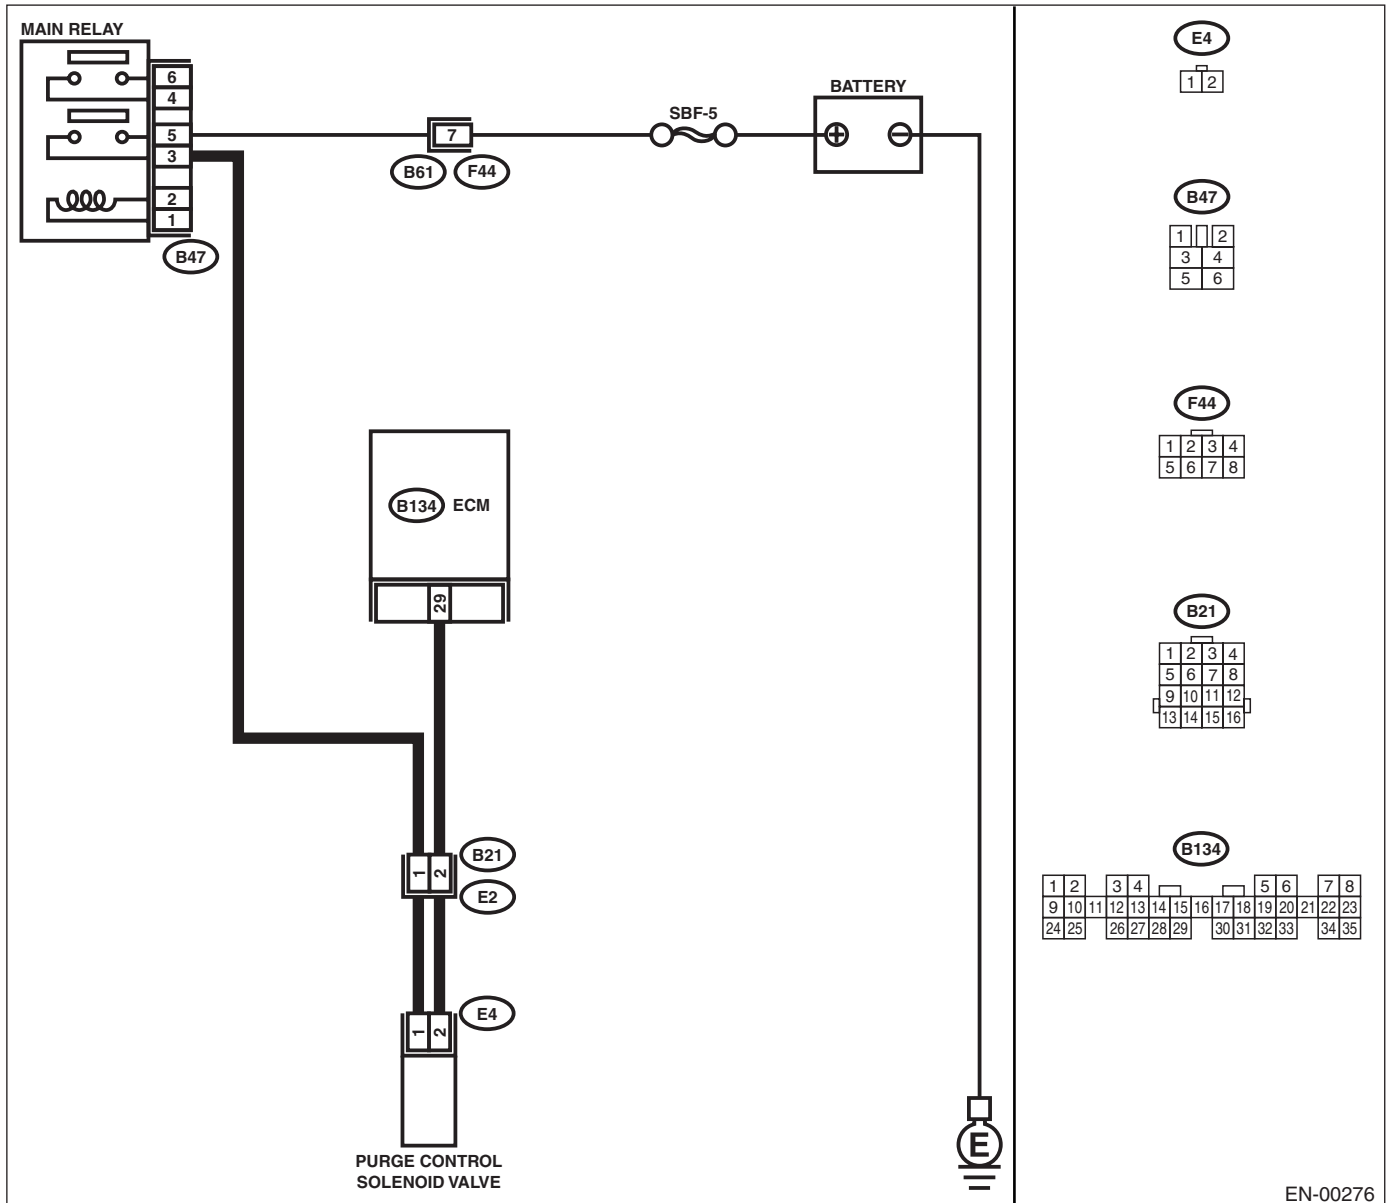 MAIN RELAY
6
4
5
3
2
1
B47
7
B61 F44
SBF-5
BATTERY
B134 ECM
29
1 2
B21
E2
1 2
E4
PURGE CONTROL
SOLENOID VALVE
E
E4
1 2
B47
1 2
3 4
5 6
F44
1 2 3 4
5 6 7 8
B21
1 2 3 4
5 6 7 8
9 10 11 12
13 14 15 16
B134
1 2 3 4 5 6 7 8
9 10 11 12 13 14 15 16 17 18 19 20 21 22 23
24 25 26 27 28 29 30 31 32 33 34 35
EN-00276